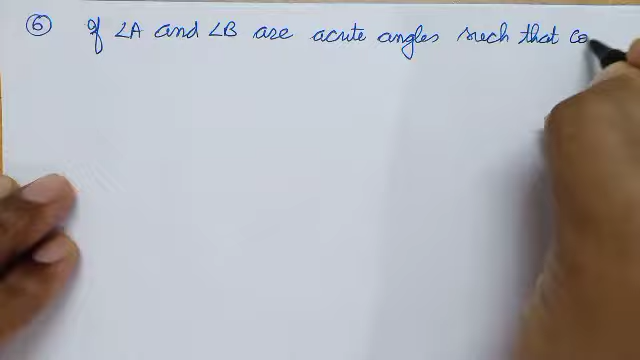 ⑥ If ∠A and ∠B are acute angles such that co